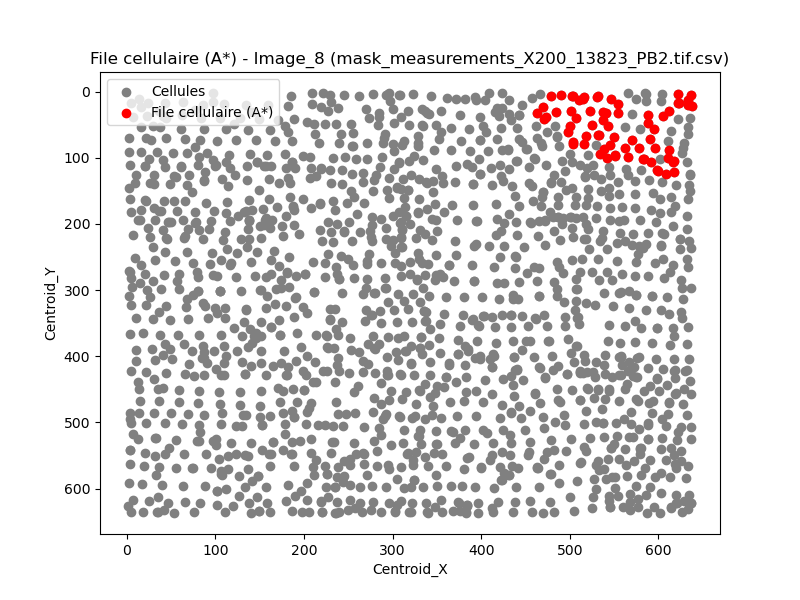 File cellulaire (A*) - Image_8 (mask_measurements_X200_13823_PB2.tif.csv)
Cellules
File cellulaire (A*)
0
100
200
300
400
500
600
Centroid_Y
0 100 200 300 400 500 600
Centroid_X